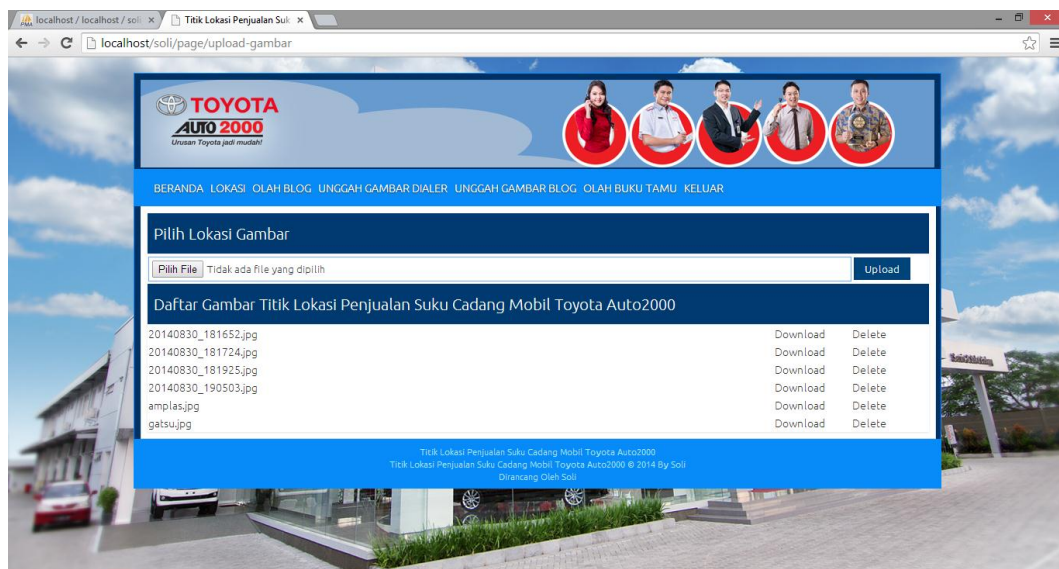 localhost / localhost / soli
Titik Lokasi Penjualan Suk
localhost/soli/page/upload-gambar
TOYOTA
AUTO 2000
Urusan Toyota jadi mudah!
BERANDA LOKASI OLAH BLOG UNGGAH GAMBAR DIALER UNGGAH GAMBAR BLOG OLAH BUKU TAMU KELUAR
Pilih Lokasi Gambar
Pilih File Tidak ada file yang dipilih Upload
Daftar Gambar Titik Lokasi Penjualan Suku Cadang Mobil Toyota Auto2000
20140830_181652.jpg Download Delete
20140830_181724.jpg Download Delete
20140830_181925.jpg Download Delete
20140830_190503.jpg Download Delete
amplas.jpg Download Delete
gatsu.jpg Download Delete
Titik Lokasi Penjualan Suku Cadang Mobil Toyota Auto2000
Titik Lokasi Penjualan Suku Cadang Mobil Toyota Auto2000 © 2014 By Soli
Dirancang Oleh Soli